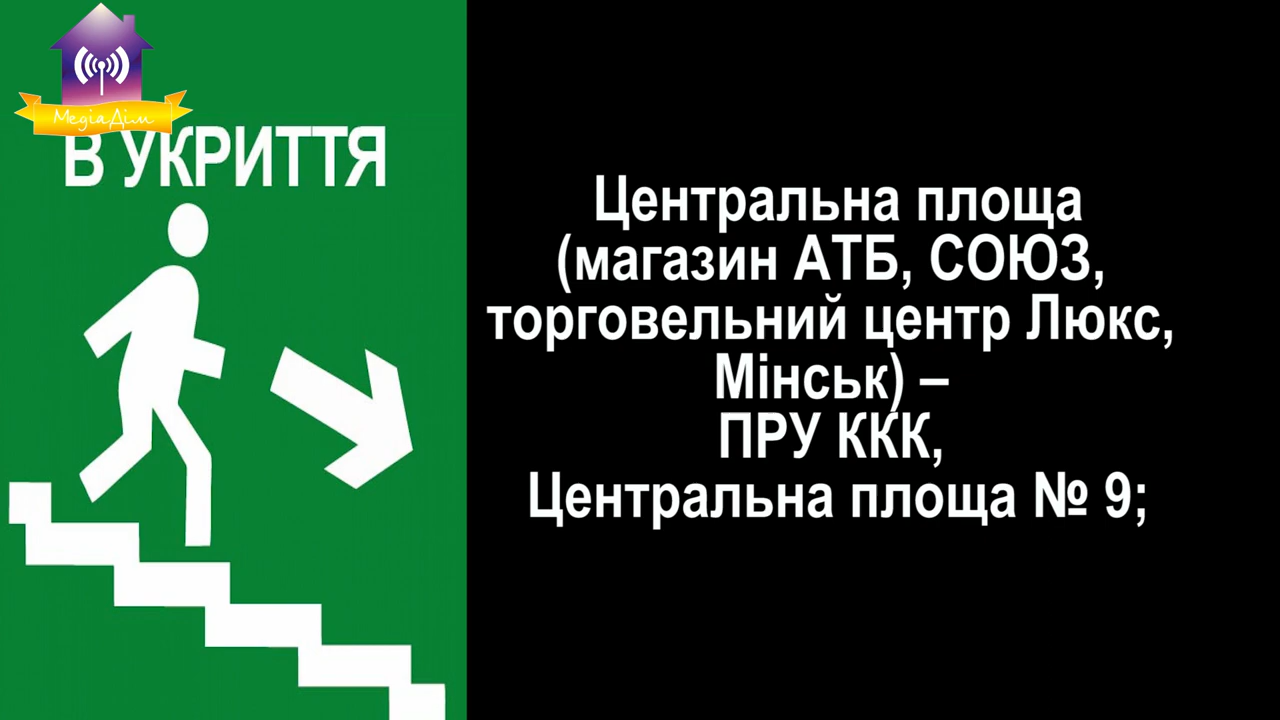 МедіаДім
В УКРИТТЯ
Центральна площа
(магазин АТБ, СОЮЗ,
торговельний центр Люкс,
Мінськ) –
ПРУ ККК,
Центральна площа № 9;